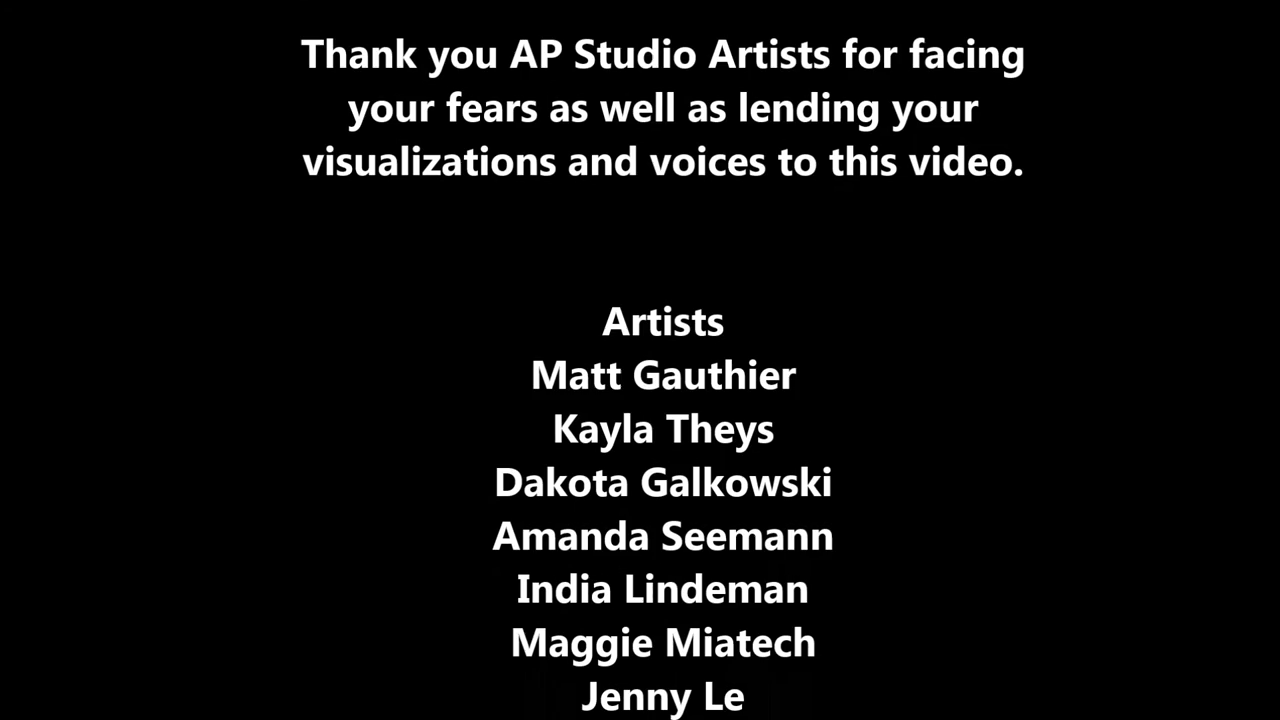 Thank you AP Studio Artists for facing
your fears as well as lending your
visualizations and voices to this video.
Artists
Matt Gauthier
Kayla Theys
Dakota Galkowski
Amanda Seemann
India Lindeman
Maggie Miatech
Jenny Le